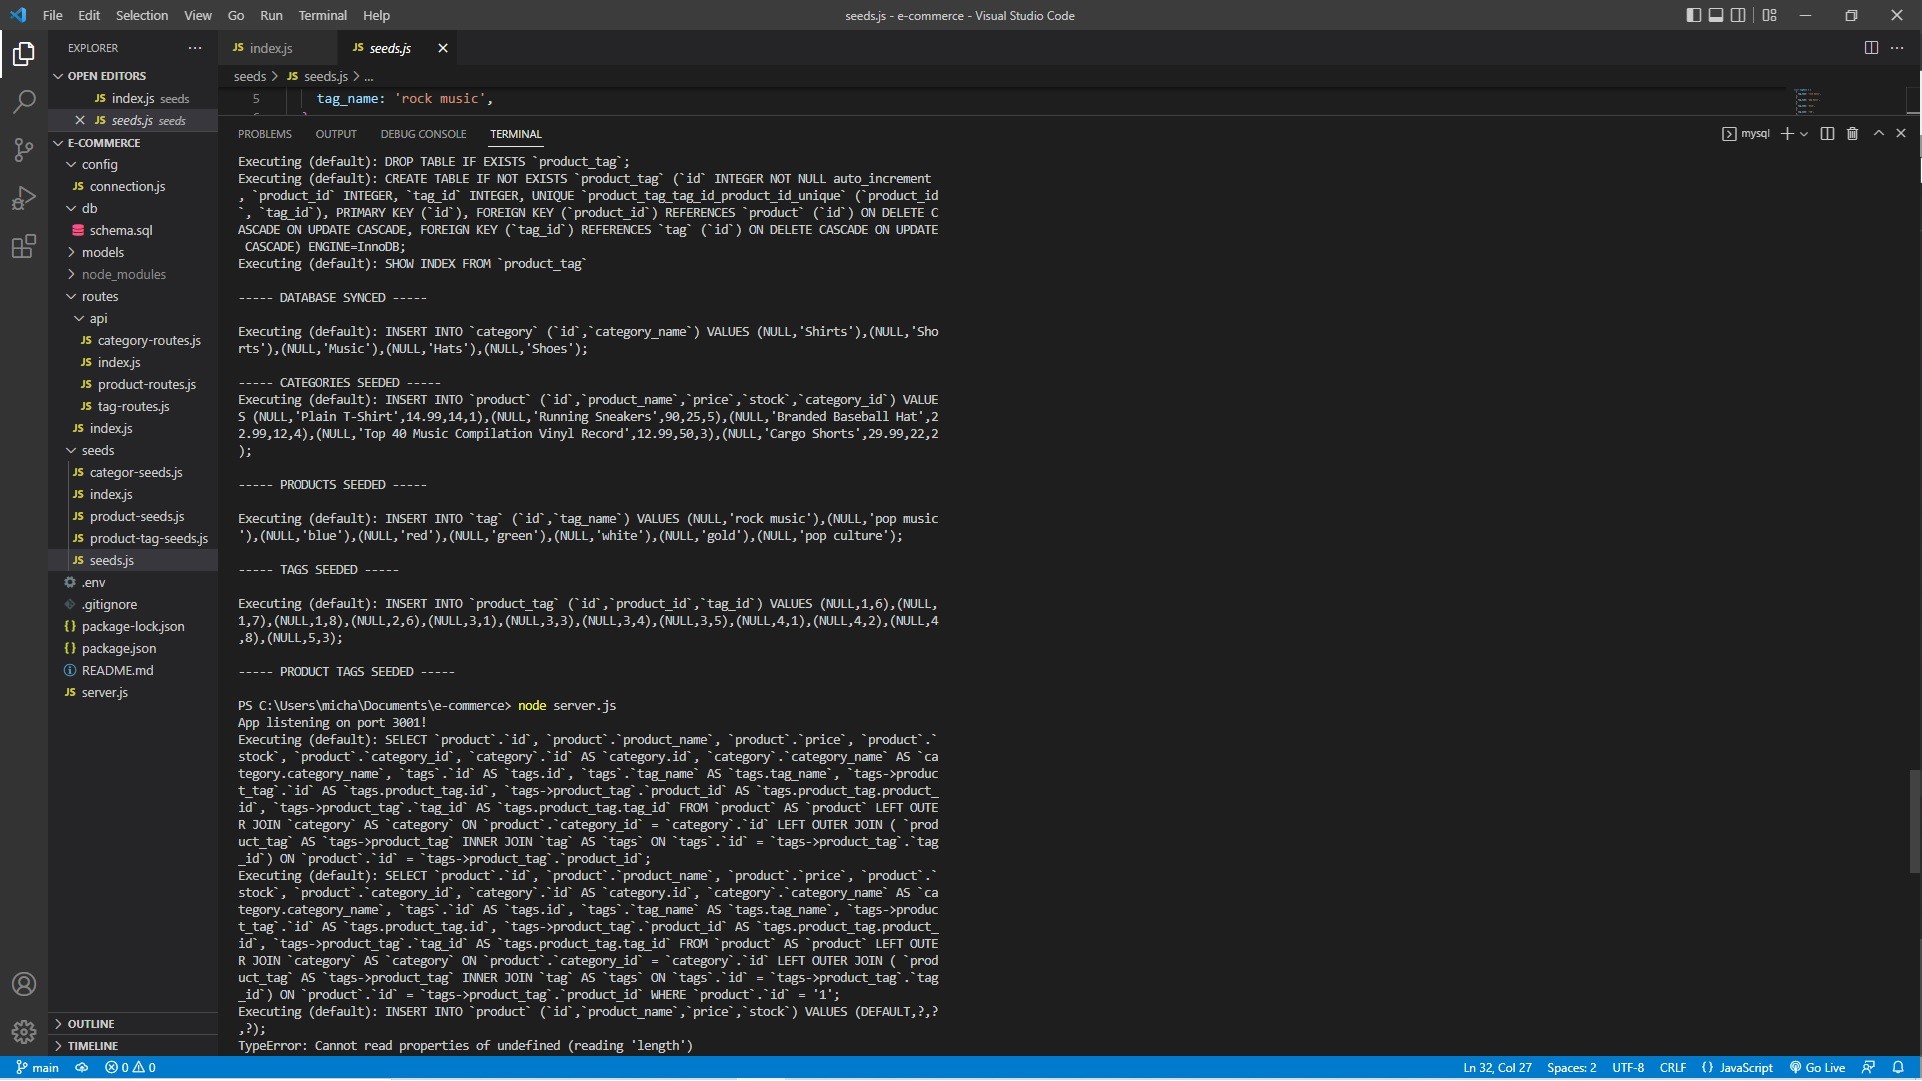 File Edit Selection View Go Run Terminal Help
seeds.js - e-commerce - Visual Studio Code
EXPLORER
OPEN EDITORS
JS index.js seeds
JS seeds.js seeds
E-COMMERCE
config
JS connection.js
db
schema.sql
models
node_modules
routes
api
JS category-routes.js
JS index.js
JS product-routes.js
JS tag-routes.js
JS index.js
seeds
JS categor-seeds.js
JS index.js
JS product-seeds.js
JS product-tag-seeds.js
JS seeds.js
.env
.gitignore
{} package-lock.json
{} package.json
README.md
JS server.js
OUTLINE
TIMELINE
JS index.js
JS seeds.js
seeds > JS seeds.js > ...
5 tag_name: 'rock music',
PROBLEMS OUTPUT DEBUG CONSOLE TERMINAL
mysql
Executing (default): DROP TABLE IF EXISTS `product_tag`;
Executing (default): CREATE TABLE IF NOT EXISTS `product_tag` (`id` INTEGER NOT NULL auto_increment
, `product_id` INTEGER, `tag_id` INTEGER, UNIQUE `product_tag_tag_id_product_id_unique` (`product_id
`, `tag_id`), PRIMARY KEY (`id`), FOREIGN KEY (`product_id`) REFERENCES `product` (`id`) ON DELETE C
ASCADE ON UPDATE CASCADE, FOREIGN KEY (`tag_id`) REFERENCES `tag` (`id`) ON DELETE CASCADE ON UPDATE
CASCADE) ENGINE=InnoDB;
Executing (default): SHOW INDEX FROM `product_tag`
----- DATABASE SYNCED -----
Executing (default): INSERT INTO `category` (`id`,`category_name`) VALUES (NULL,'Shirts'),(NULL,'Sho
rts'),(NULL,'Music'),(NULL,'Hats'),(NULL,'Shoes');
----- CATEGORIES SEEDED -----
Executing (default): INSERT INTO `product` (`id`,`product_name`,`price`,`stock`,`category_id`) VALUE
S (NULL,'Plain T-Shirt',14.99,14,1),(NULL,'Running Sneakers',90,25,5),(NULL,'Branded Baseball Hat',2
2.99,12,4),(NULL,'Top 40 Music Compilation Vinyl Record',12.99,50,3),(NULL,'Cargo Shorts',29.99,22,2
);
----- PRODUCTS SEEDED -----
Executing (default): INSERT INTO `tag` (`id`,`tag_name`) VALUES (NULL,'rock music'),(NULL,'pop music
'),(NULL,'blue'),(NULL,'red'),(NULL,'green'),(NULL,'white'),(NULL,'gold'),(NULL,'pop culture');
----- TAGS SEEDED -----
Executing (default): INSERT INTO `product_tag` (`id`,`product_id`,`tag_id`) VALUES (NULL,1,6),(NULL,
1,7),(NULL,1,8),(NULL,2,6),(NULL,3,1),(NULL,3,3),(NULL,3,4),(NULL,3,5),(NULL,4,1),(NULL,4,2),(NULL,4
,8),(NULL,5,3);
----- PRODUCT TAGS SEEDED -----
PS C:\Users\micha\Documents\e-commerce> node server.js
App listening on port 3001!
Executing (default): SELECT `product`.`id`, `product`.`product_name`, `product`.`price`, `product`.`
stock`, `product`.`category_id`, `category`.`id` AS `category.id`, `category`.`category_name` AS `ca
tegory.category_name`, `tags`.`id` AS `tags.id`, `tags`.`tag_name` AS `tags.tag_name`, `tags->produc
t_tag`.`id` AS `tags.product_tag.id`, `tags->product_tag`.`product_id` AS `tags.product_tag.product_
id`, `tags->product_tag`.`tag_id` AS `tags.product_tag.tag_id` FROM `product` AS `product` LEFT OUTE
R JOIN `category` AS `category` ON `product`.`category_id` = `category`.`id` LEFT OUTER JOIN ( `prod
uct_tag` AS `tags->product_tag` INNER JOIN `tag` AS `tags` ON `tags`.`id` = `tags->product_tag`.`tag
_id`) ON `product`.`id` = `tags->product_tag`.`product_id`;
Executing (default): SELECT `product`.`id`, `product`.`product_name`, `product`.`price`, `product`.`
stock`, `product`.`category_id`, `category`.`id` AS `category.id`, `category`.`category_name` AS `ca
tegory.category_name`, `tags`.`id` AS `tags.id`, `tags`.`tag_name` AS `tags.tag_name`, `tags->produc
t_tag`.`id` AS `tags.product_tag.id`, `tags->product_tag`.`product_id` AS `tags.product_tag.product_
id`, `tags->product_tag`.`tag_id` AS `tags.product_tag.tag_id` FROM `product` AS `product` LEFT OUTE
R JOIN `category` AS `category` ON `product`.`category_id` = `category`.`id` LEFT OUTER JOIN ( `prod
uct_tag` AS `tags->product_tag` INNER JOIN `tag` AS `tags` ON `tags`.`id` = `tags->product_tag`.`tag
_id`) ON `product`.`id` = `tags->product_tag`.`product_id` WHERE `product`.`id` = '1';
Executing (default): INSERT INTO `product` (`id`,`product_name`,`price`,`stock`) VALUES (DEFAULT,?,?
,?);
TypeError: Cannot read properties of undefined (reading 'length')
main 0 0
Ln 32, Col 27 Spaces: 2 UTF-8 CRLF {} JavaScript Go Live